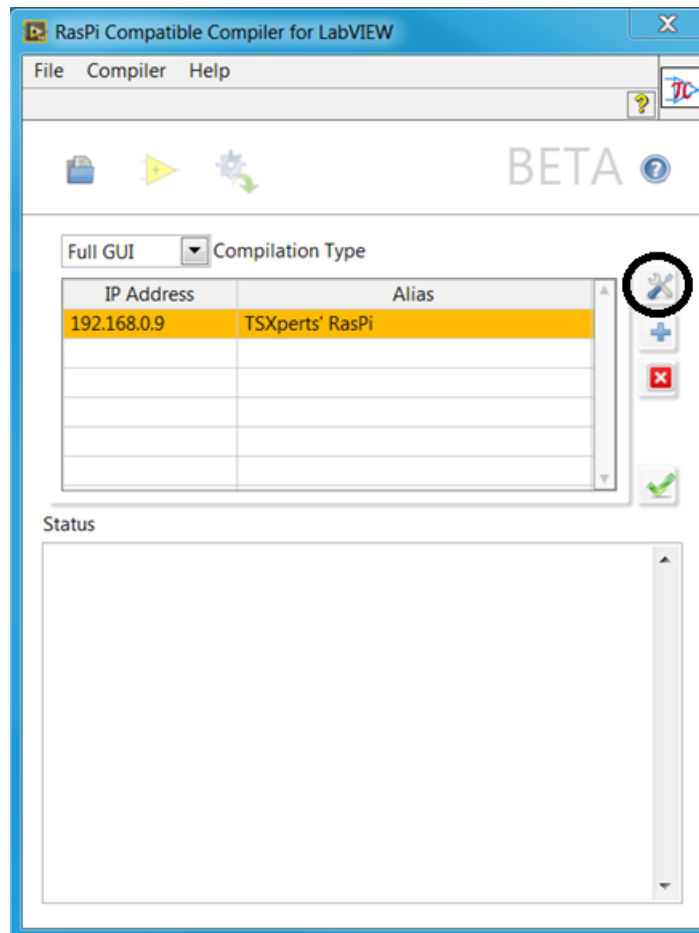 RasPi Compatible Compiler for LabVIEW
File Compiler Help
BETA
Full GUI Compilation Type
IP Address Alias
192.168.0.9 TSXperts' RasPi
Status